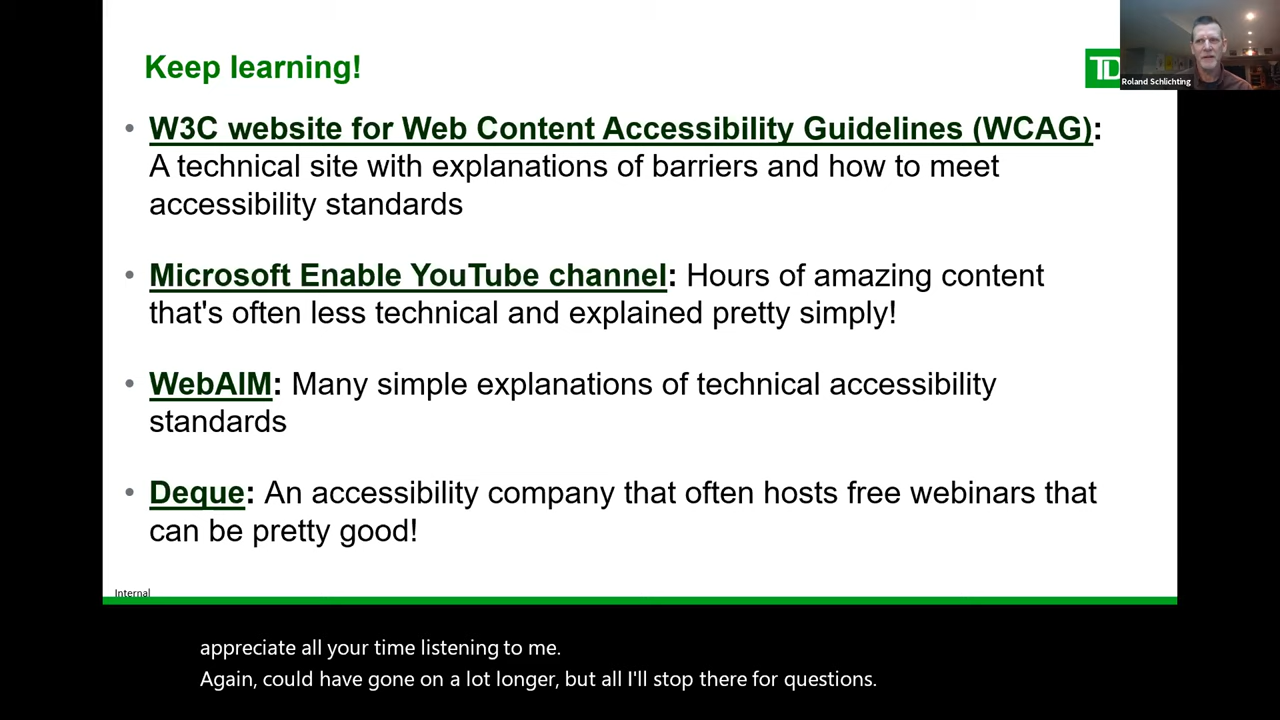 Keep learning!
TD
Roland Schlichting
• W3C website for Web Content Accessibility Guidelines (WCAG):
A technical site with explanations of barriers and how to meet
accessibility standards
• Microsoft Enable YouTube channel: Hours of amazing content
that's often less technical and explained pretty simply!
• WebAIM: Many simple explanations of technical accessibility
standards
• Deque: An accessibility company that often hosts free webinars that
can be pretty good!
Internal
appreciate all your time listening to me.
Again, could have gone on a lot longer, but all I'll stop there for questions.